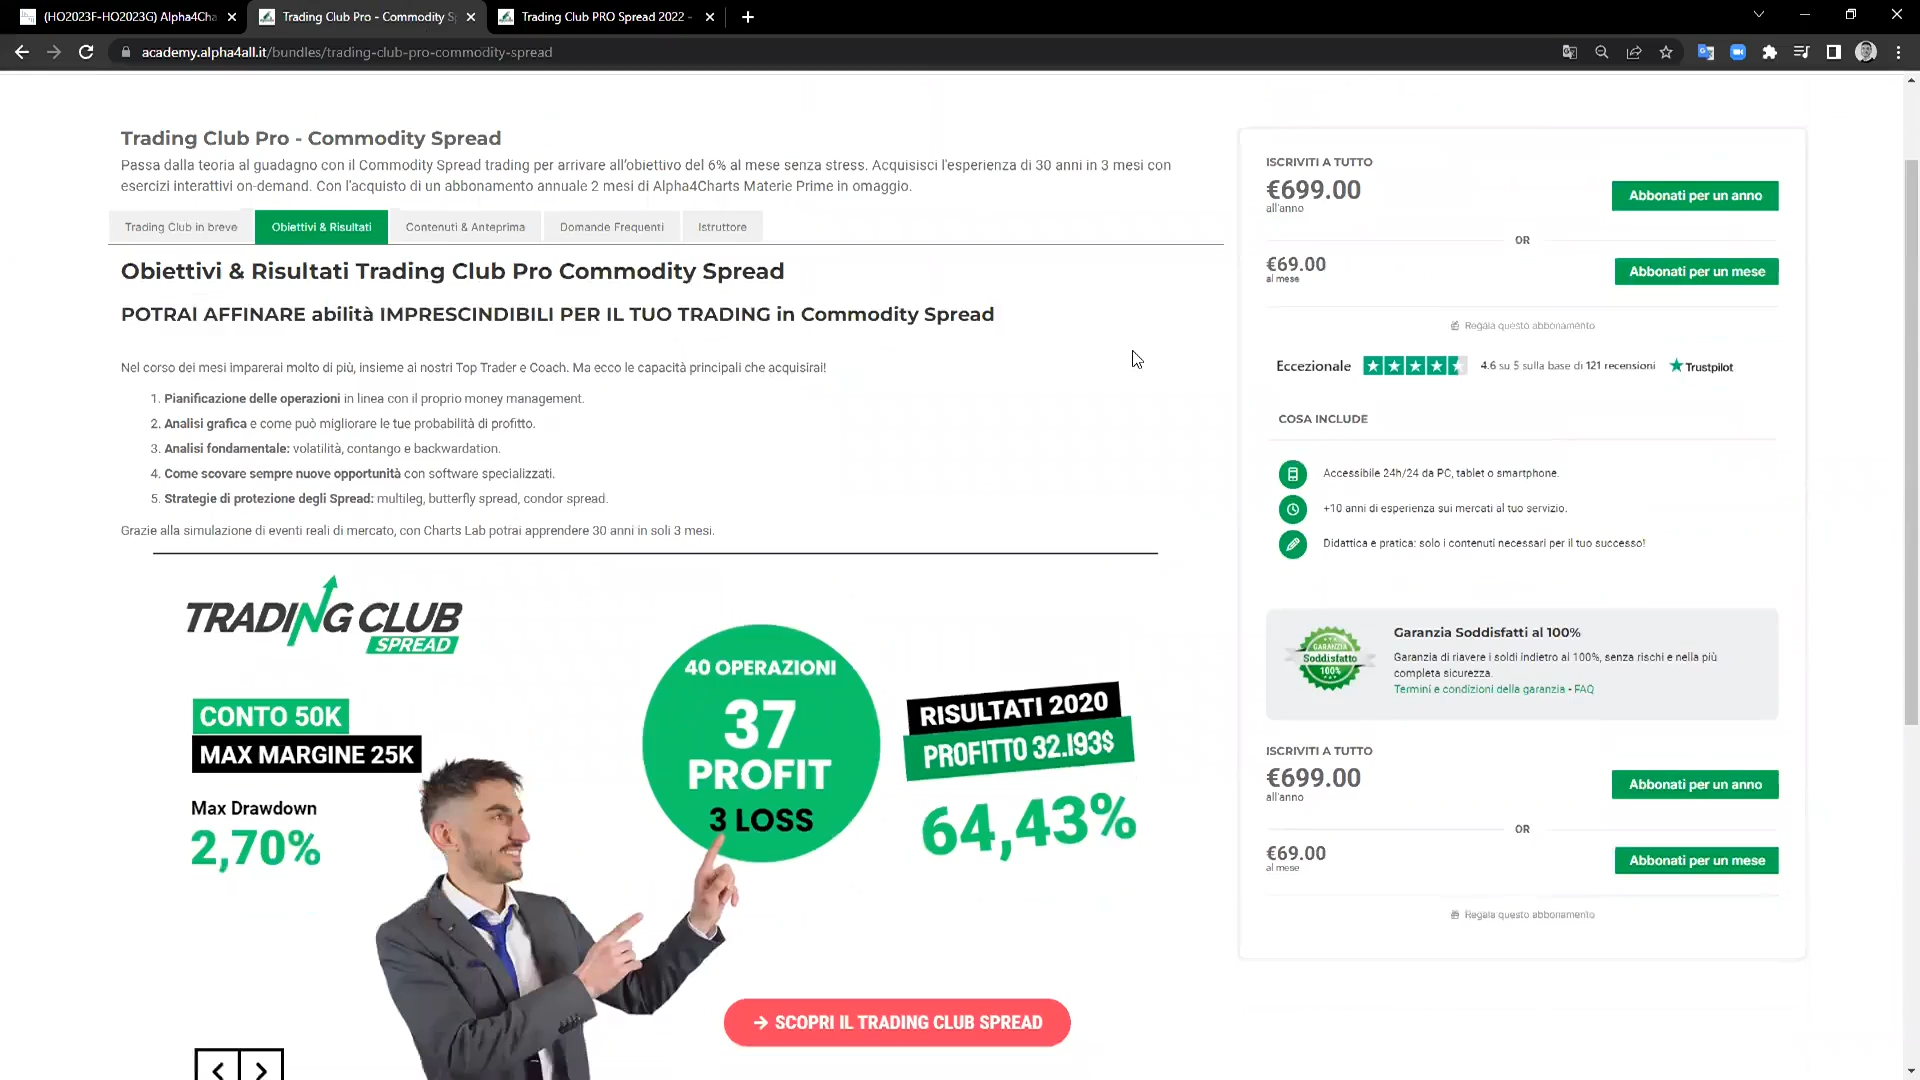 (HO2023F-HO2023G) Alpha4Cha
Trading Club Pro - Commodity S
Trading Club PRO Spread 2022 -
academy.alpha4all.it/bundles/trading-club-pro-commodity-spread
Trading Club Pro - Commodity Spread
Passa dalla teoria al guadagno con il Commodity Spread trading per arrivare all'obiettivo del 6% al mese senza stress. Acquisisci l'esperienza di 30 anni in 3 mesi con
esercizi interattivi on-demand. Con l'acquisto di un abbonamento annuale 2 mesi di Alpha4Charts Materie Prime in omaggio.
Trading Club in breve
Obiettivi & Risultati
Contenuti & Anteprima
Domande Frequenti
Istruttore
Obiettivi & Risultati Trading Club Pro Commodity Spread
POTRAI AFFINARE abilità IMPRESCINDIBILI PER IL TUO TRADING in Commodity Spread
Nel corso dei mesi imparerai molto di più, insieme ai nostri Top Trader e Coach. Ma ecco le capacità principali che acquisirai!
1. Pianificazione delle operazioni in linea con il proprio money management.
2. Analisi grafica e come può migliorare le tue probabilità di profitto.
3. Analisi fondamentale: volatilità, contango e backwardation.
4. Come scovare sempre nuove opportunità con software specializzati.
5. Strategie di protezione degli Spread: multileg, butterfly spread, condor spread.
Grazie alla simulazione di eventi reali di mercato, con Charts Lab potrai apprendere 30 anni in soli 3 mesi.
TRADING CLUB
SPREAD
CONTO 50K
MAX MARGINE 25K
Max Drawdown
2,70%
40 OPERAZIONI
37
PROFIT
3 LOSS
RISULTATI 2020
PROFITTO 32.193$
64,43%
→ SCOPRI IL TRADING CLUB SPREAD
ISCRIVITI A TUTTO
€699.00
all'anno
Abbonati per un anno
OR
€69.00
al mese
Abbonati per un mese
Regala questo abbonamento
Eccezionale
4.6 su 5 sulla base di 121 recensioni
Trustpilot
COSA INCLUDE
Accessibile 24h/24 da PC, tablet o smartphone.
+10 anni di esperienza sui mercati al tuo servizio.
Didattica e pratica: solo i contenuti necessari per il tuo successo!
GARANZIA
Soddisfatto
100%
Garanzia Soddisfatti al 100%
Garanzia di riavere i soldi indietro al 100%, senza rischi e nella più
completa sicurezza.
Termini e condizioni della garanzia - FAQ
ISCRIVITI A TUTTO
€699.00
all'anno
Abbonati per un anno
OR
€69.00
al mese
Abbonati per un mese
Regala questo abbonamento